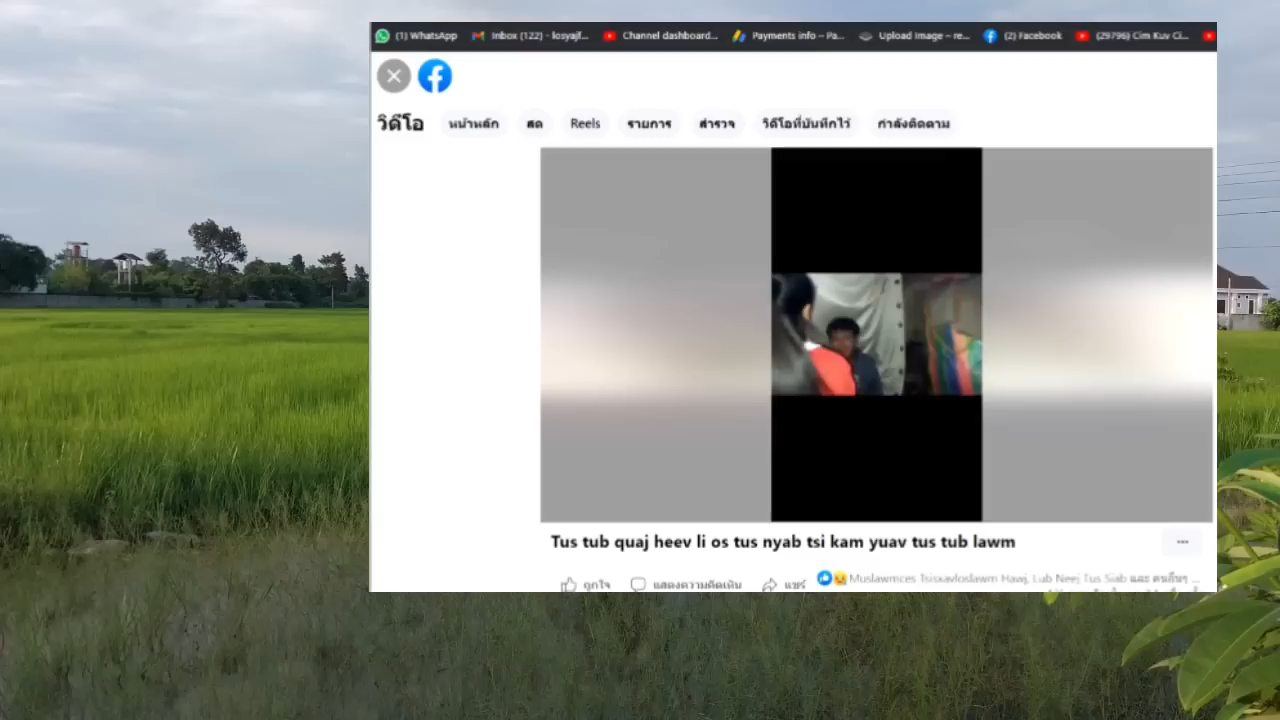 (1) WhatsApp
Inbox (122) - losyajf...
Channel dashboard...
Payments info – Pa...
Upload Image – re...
(2) Facebook
(29796) Cim Kuv Ci...
วิดีโอ
หน้าหลัก
สด
Reels
รายการ
สำรวจ
วิดีโอที่บันทึกไว้
กำลังติดตาม
Tus tub quaj heev li os tus nyab tsi kam yuav tus tub lawm
ถูกใจ
แสดงความคิดเห็น
แชร์
Muslawmces Tsisxavloslawm Hawj, Lub Neej Tus Siab และ คนอื่นๆ ...